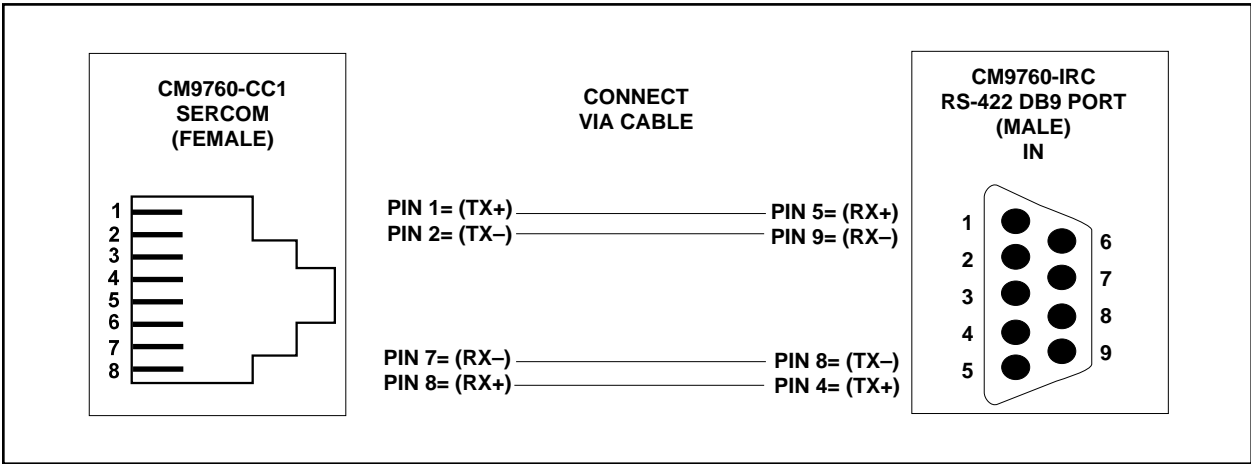 CM9760-CC1
SERCOM
(FEMALE)
1
2
3
4
5
6
7
8
CONNECT
VIA CABLE
PIN 1= (TX+)
PIN 2= (TX–)
PIN 7= (RX–)
PIN 8= (RX+)
PIN 5= (RX+)
PIN 9= (RX–)
PIN 8= (TX–)
PIN 4= (TX+)
CM9760-IRC
RS-422 DB9 PORT
(MALE)
IN
1
2
3
4
5
6
7
8
9